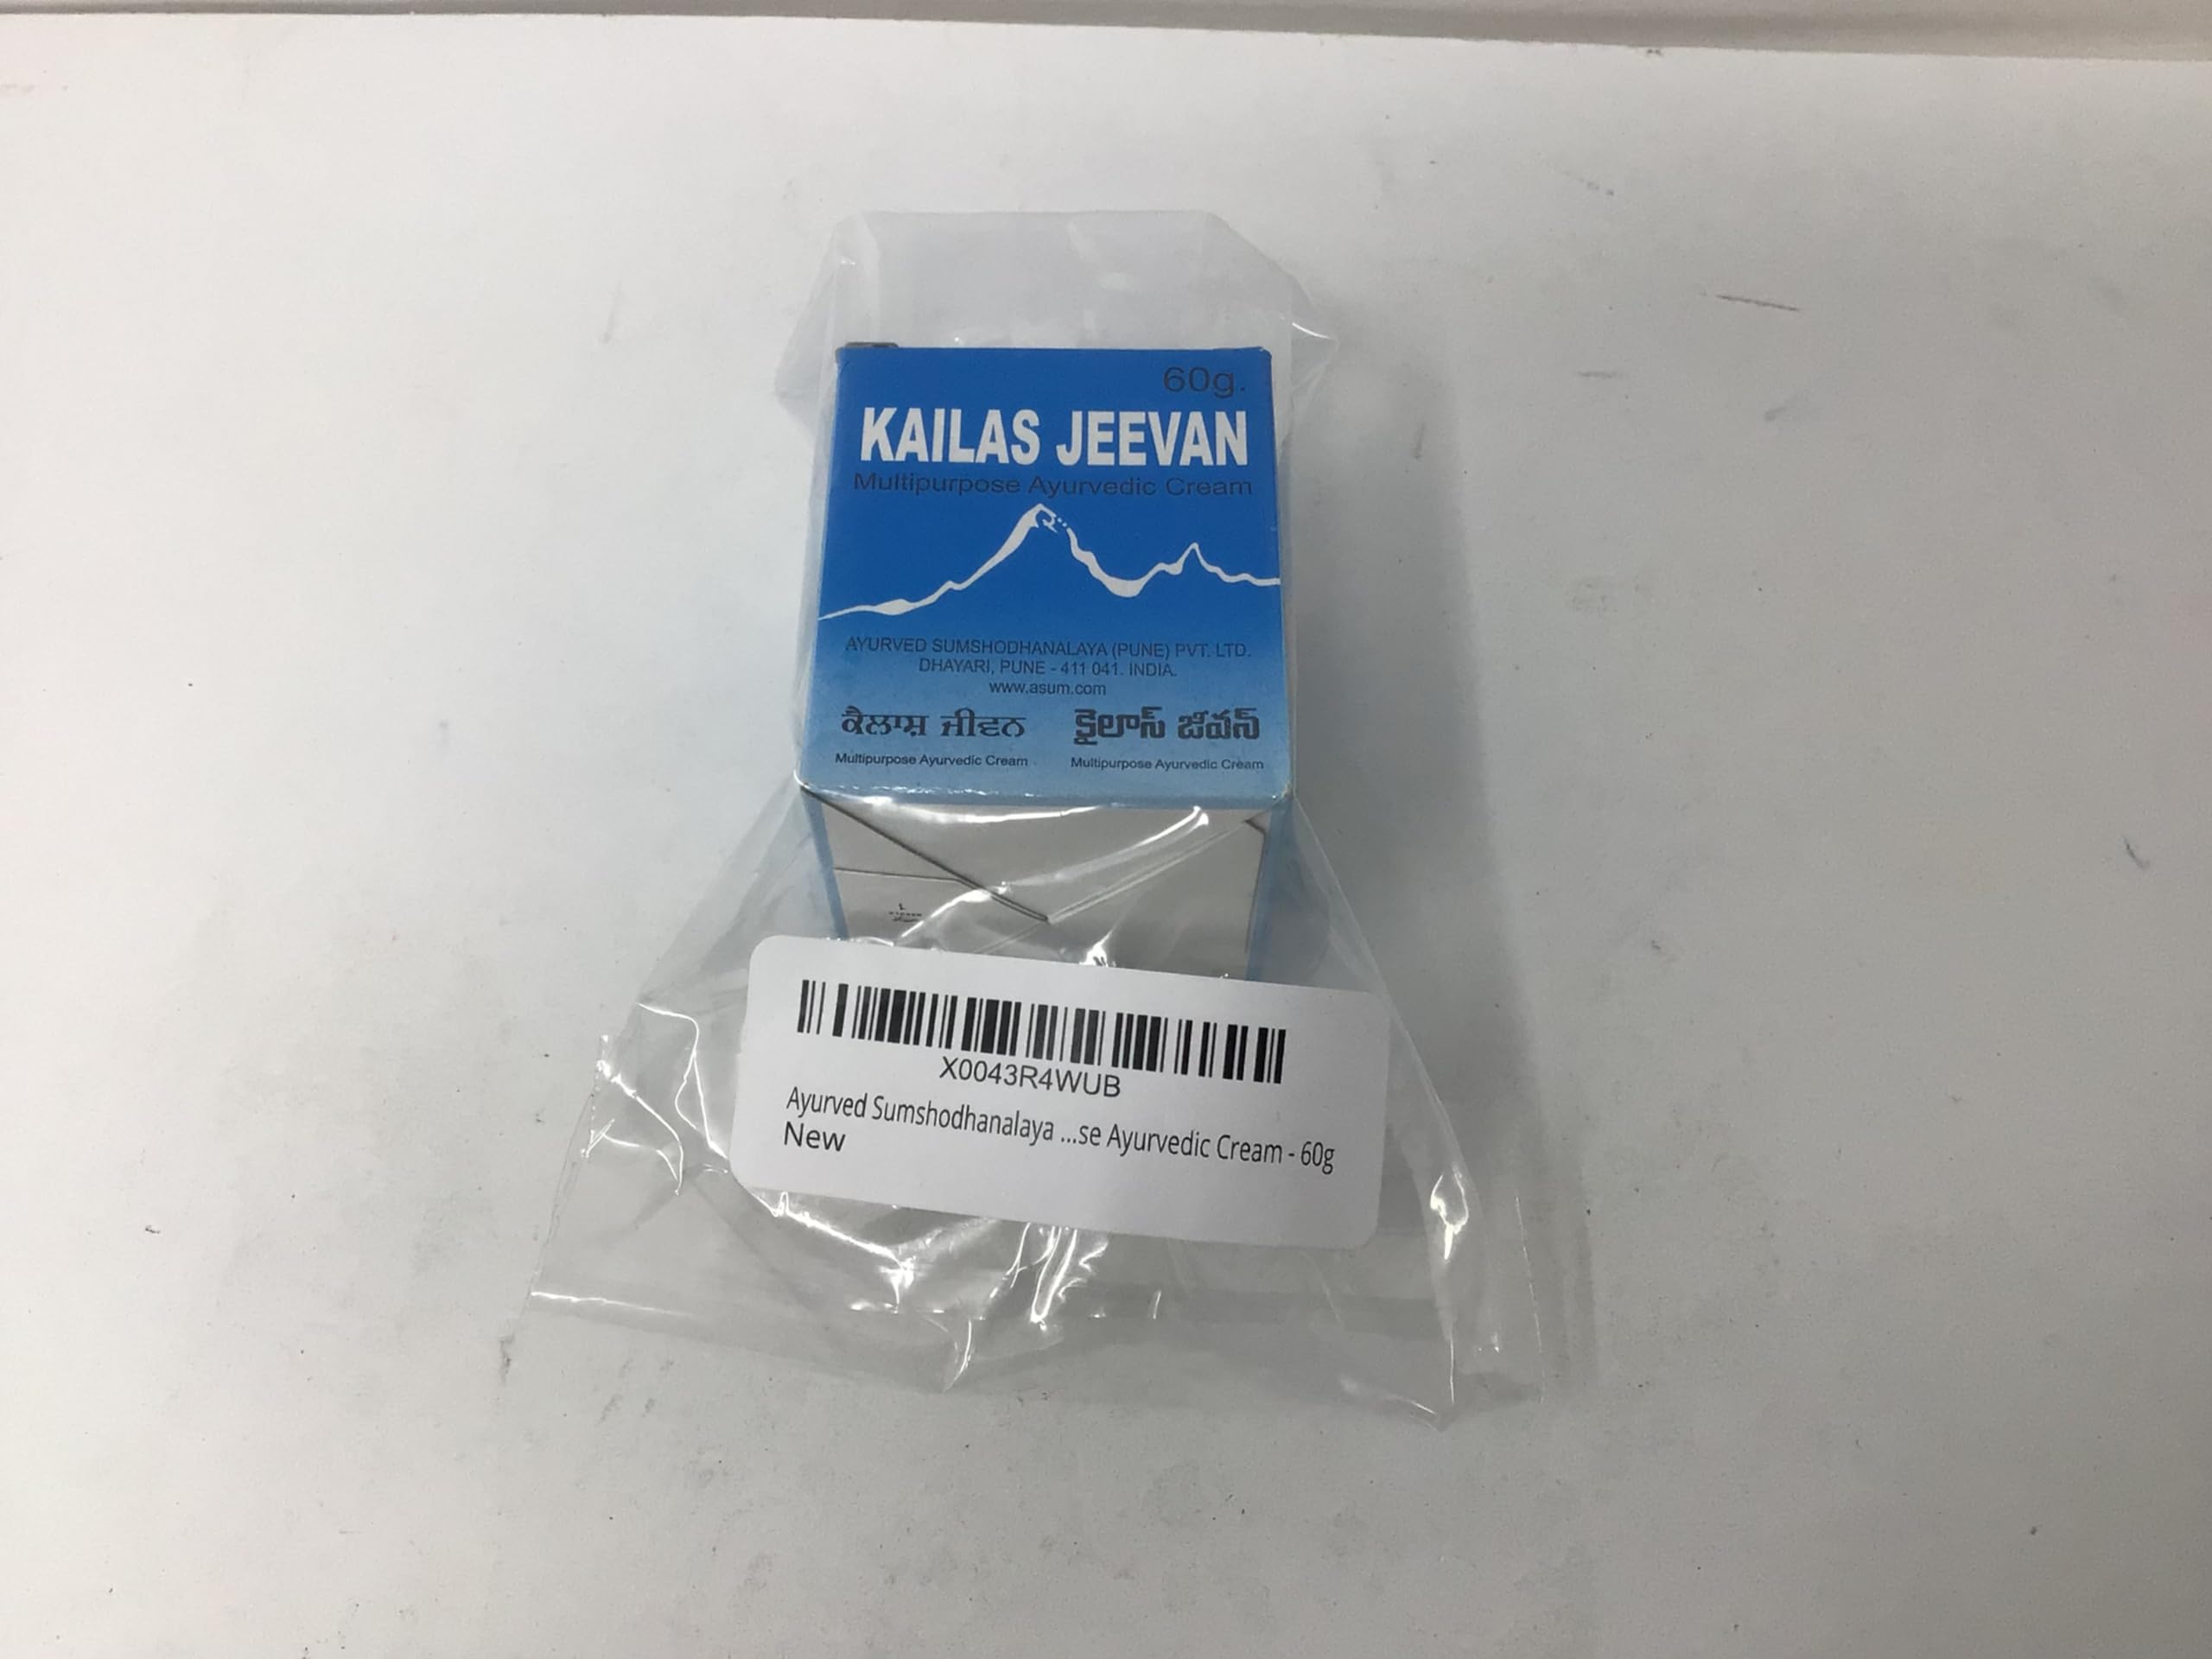 60g.
KAILAS JEEVAN
Multipurpose Ayurvedic Cream
AYURVED SUMSHODHANALAYA (PUNE) PVT. LTD.
DHAYARI, PUNE - 411 041. INDIA.
www.asum.com
ਕੈਲਾਸ਼ ਜੀਵਨ కైలాస్ జీవన్
Multipurpose Ayurvedic Cream Multipurpose Ayurvedic Cream
X0043R4WUB
Ayurved Sumshodhanalaya ...se Ayurvedic Cream - 60g
New